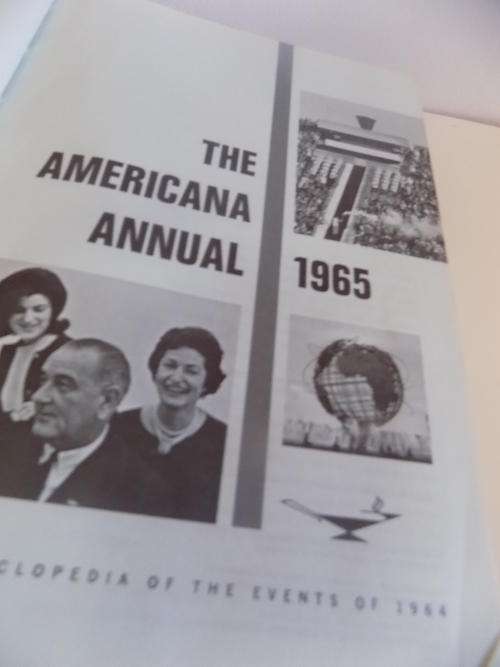 THE
AMERICANA
ANNUAL
1965
CLOPEDIA OF THE EVENTS OF 1964